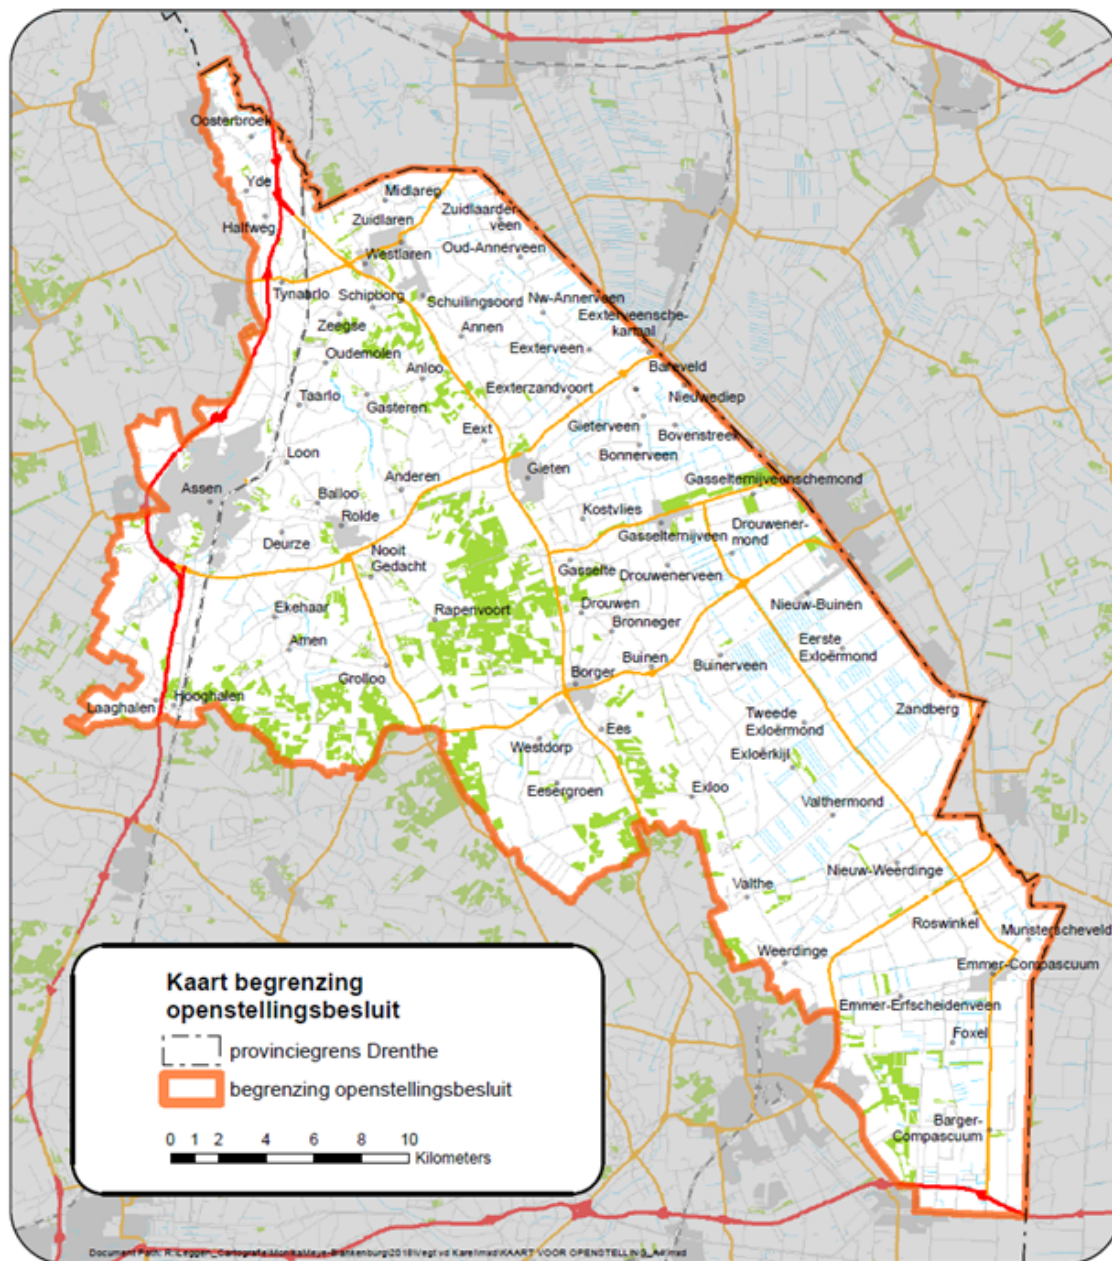 Oosterbroek
Yde
Halfweg
Midlaren
Zuidlaarder-
veen
Zuidlaren
Oud-Annerveen
Westlaren
Tynaarlo
Schipborg
Schuilingsoord
Nw-Annerveen
Zeegse
Annen
Eexterveensche-
kanaal
Oudemolen
Eexterveen
Bareveld
Anloo
Taarlo
Gasteren
Eexterzandvoort
Nieuwediep
Eext
Gieterveen
Bovenstreek
Loon
Bonnerveen
Anderen
Gieten
Gasselternijveenschemond
Assen
Balloo
Kostvlies
Rolde
Drouwener-
mond
Deurze
Gasselternijveen
Nooit
Gedacht
Gasselte
Drouwenerveen
Ekehaar
Rapenvoort
Drouwen
Nieuw-Buinen
Bronneger
Amen
Eerste
Exloërmond
Grolloo
Buinen
Buinerveen
Borger
Laaghalen
Hooghalen
Zandberg
Tweede
Exloërmond
Ees
Westdorp
Exloërkijl
Eesergroen
Exloo
Valthermond
Nieuw-Weerdinge
Valthe
Roswinkel
Munsterscheveld
Weerdinge
Emmer-Compascuum
Emmer-Erfscheidenveen
Foxel
Barger-
Compascuum
Kaart begrenzing
openstellingsbesluit
provinciegrens Drenthe
begrenzing openstellingsbesluit
0 1 2 4 6 8 10
Kilometers